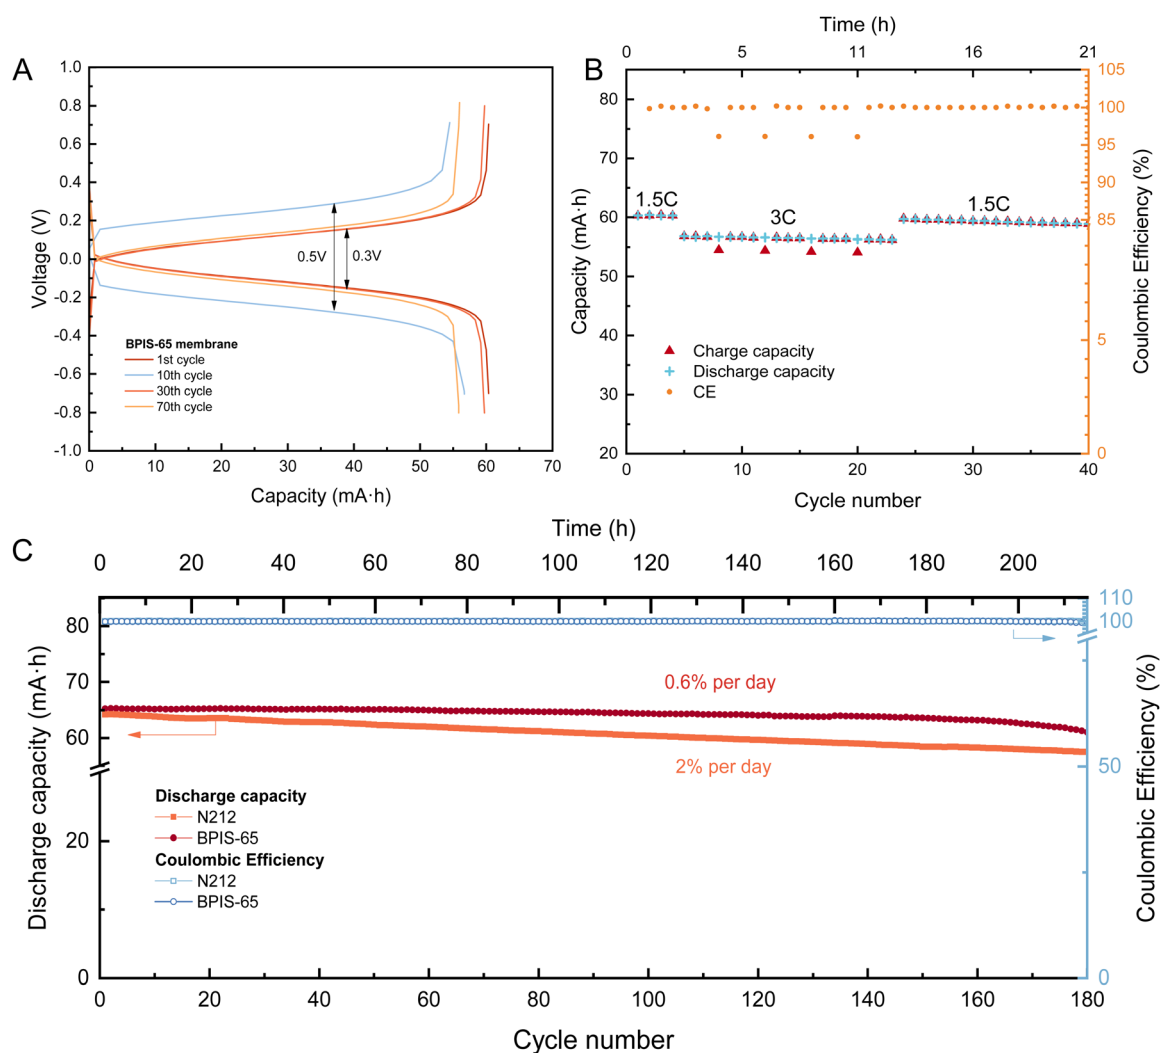 A
1.0
0.8
0.6
0.4
0.2
0.0
-0.2
-0.4
-0.6
-0.8
-1.0
Voltage (V)
0.5V
0.3V
BPIS-65 membrane
1st cycle
10th cycle
30th cycle
70th cycle
0 10 20 30 40 50 60 70
Capacity (mA·h)
B
Time (h)
0 5 11 16 21
85
80
70
60
50
40
30
20
Capacity (mA·h)
1.5C
3C
1.5C
Charge capacity
Discharge capacity
CE
105
100
95
90
85
5
0
Coulombic Efficiency (%)
0 10 20 30 40
Cycle number
C
Time (h)
0 20 40 60 80 100 120 140 160 180 200
80
70
60
20
0
Discharge capacity (mA·h)
0.6% per day
2% per day
Discharge capacity
N212
BPIS-65
Coulombic Efficiency
N212
BPIS-65
110
100
50
0
Coulombic Efficiency (%)
0 20 40 60 80 100 120 140 160 180
Cycle number